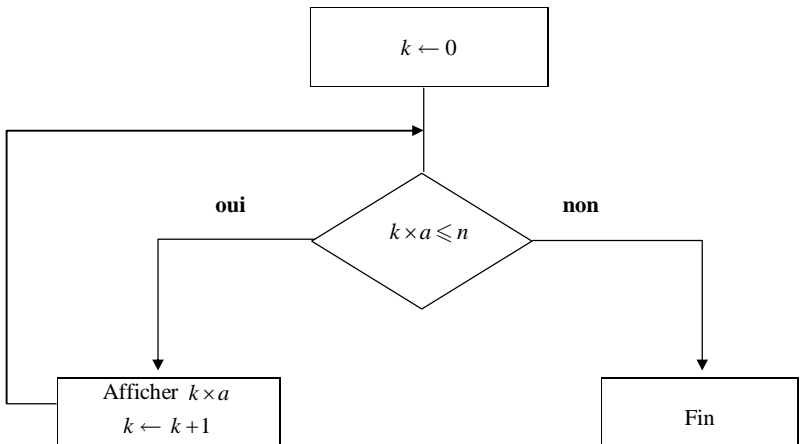 k ← 0
oui
non
k × a ⩽ n
Afficher k × a
k ← k + 1
Fin